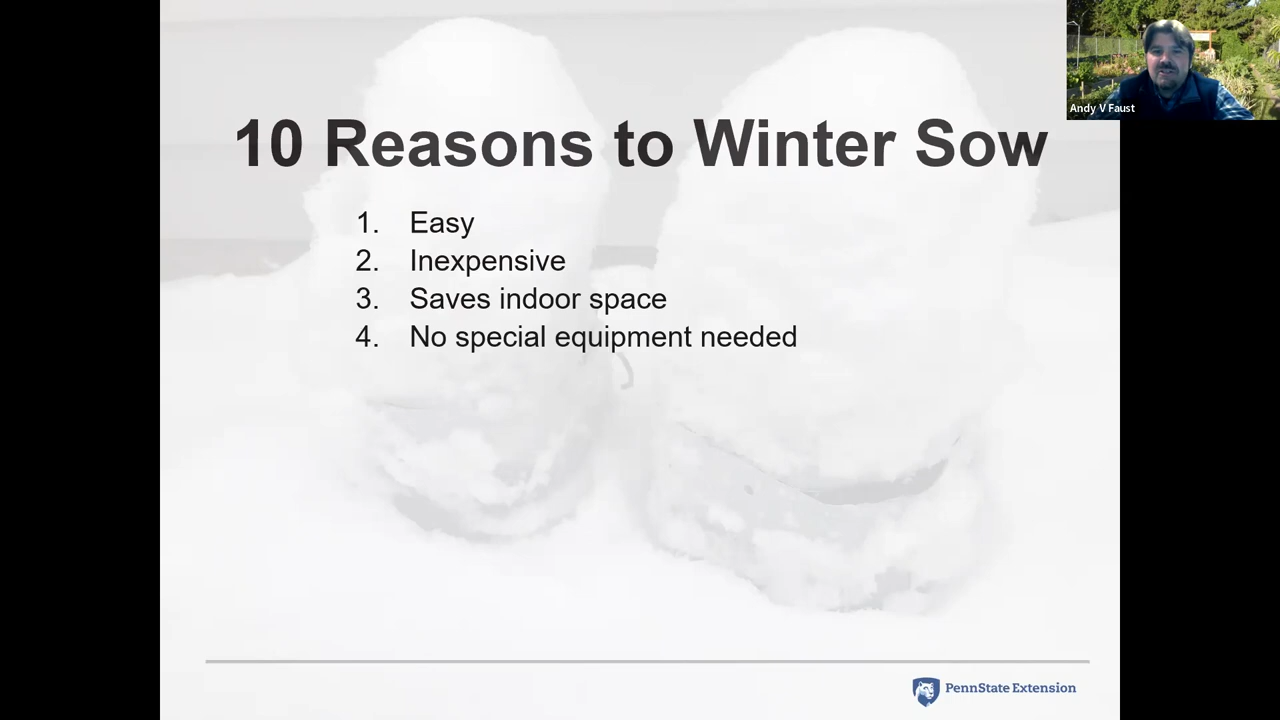 Andy V Faust
10 Reasons to Winter Sow
1. Easy
2. Inexpensive
3. Saves indoor space
4. No special equipment needed
PennState Extension